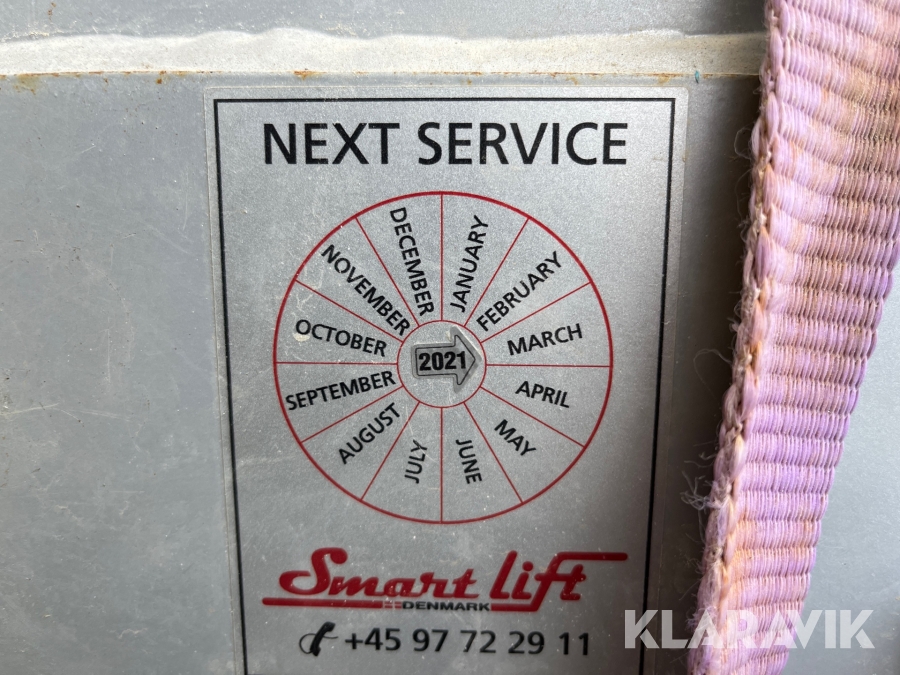 NEXT SERVICE
JANUARY
FEBRUARY
MARCH
APRIL
MAY
JUNE
JULY
AUGUST
SEPTEMBER
OCTOBER
NOVEMBER
DECEMBER
2021
Smart lift
DENMARK
+45 97 72 29 11
KLARAVIK